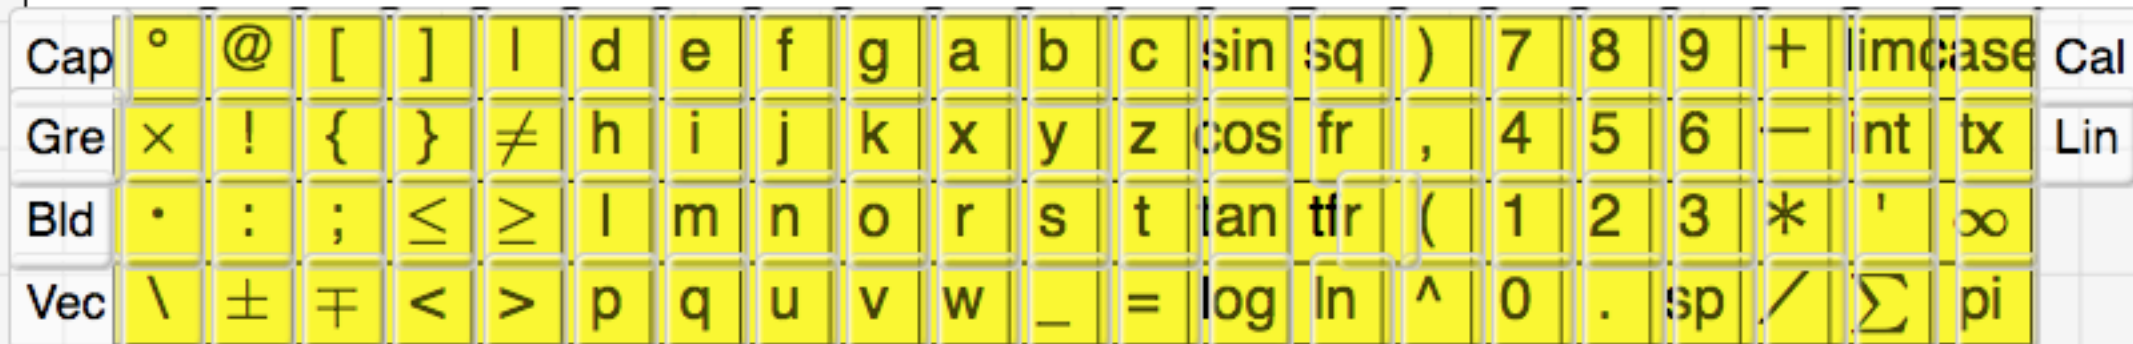 Cap ° @ [ ] | d e f g a b c sin sq ) 7 8 9 + lim case Cal
Gre × ! { } ≠ h i j k x y z cos fr , 4 5 6 − int tx Lin
Bld · : ; ≤ ≥ l m n o r s t tan tfr ( 1 2 3 * ' ∞
Vec \ ± ∓ < > p q u v w _ = log ln ^ 0 . sp / ∑ pi